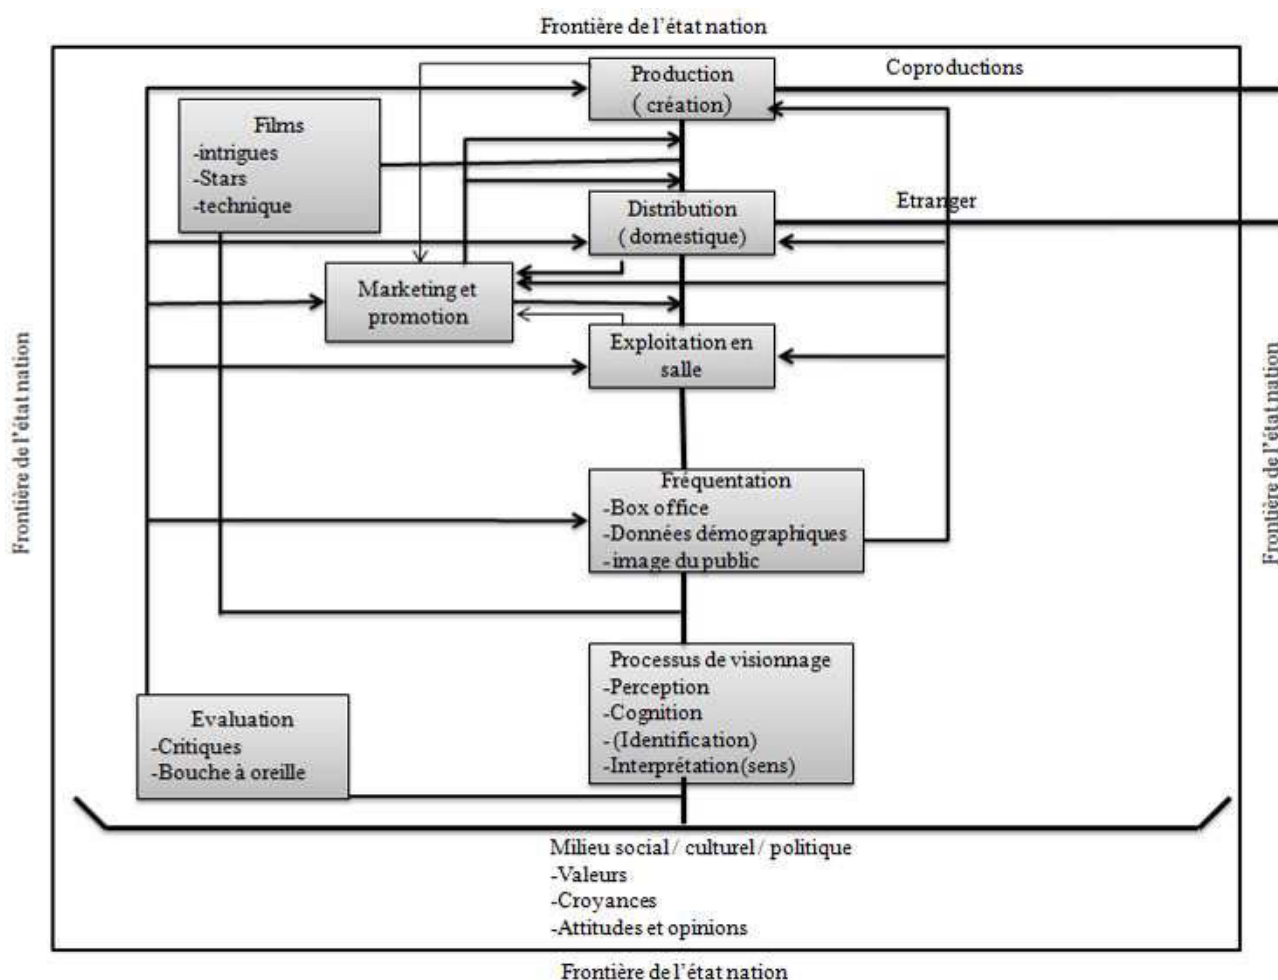 Frontière de l'état nation
Production
( création)
Coproductions
Films
-intrigues
-Stars
-technique
Distribution
( domestique)
Etranger
Marketing et
promotion
Exploitation en
salle
Frontière de l'état nation
Frontière de l'état nation
Fréquentation
-Box office
-Données démographiques
-image du public
Processus de visionnage
-Perception
-Cognition
-(Identification)
-Interprétation (sens)
Evaluation
-Critiques
-Bouche à oreille
Milieu social / culturel / politique
-Valeurs
-Croyances
-Attitudes et opinions
Frontière de l'état nation